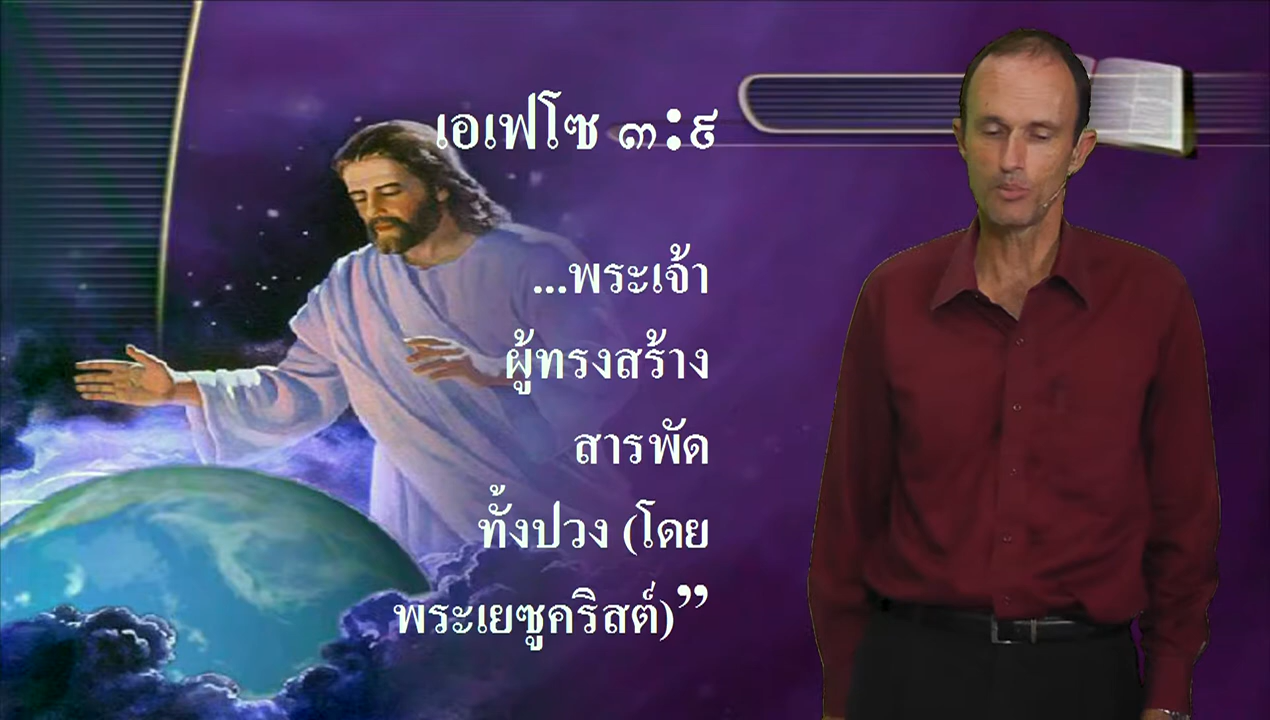 เอเฟโซ ๓:๙
...พระเจ้า
ผู้ทรงสร้าง
สารพัด
ทั้งปวง (โดย
พระเยซูคริสต์)”